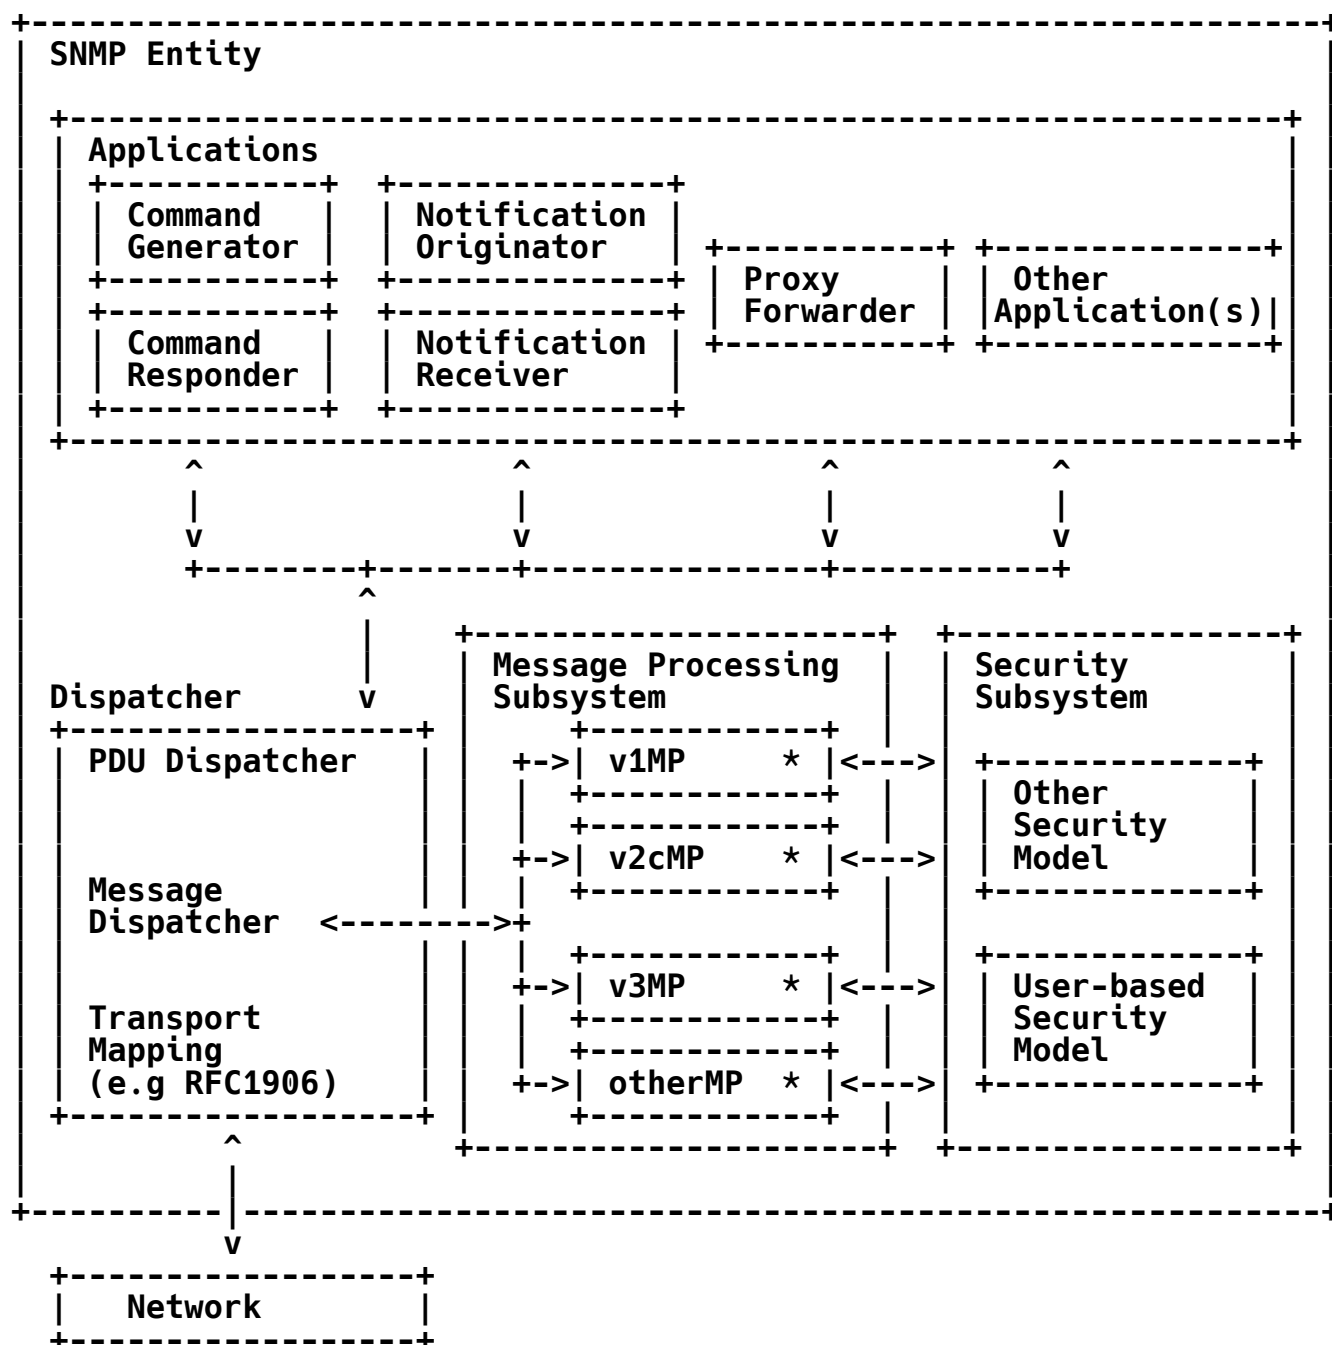 SNMP Entity
Applications
Command
Generator
Notification
Originator
Proxy
Forwarder
Other
Application(s)
Command
Responder
Notification
Receiver
Dispatcher
PDU Dispatcher
Message
Dispatcher
Transport
Mapping
(e.g RFC1906)
Message Processing
Subsystem
v1MP *
v2cMP *
v3MP *
otherMP *
Security
Subsystem
Other
Security
Model
User-based
Security
Model
Network